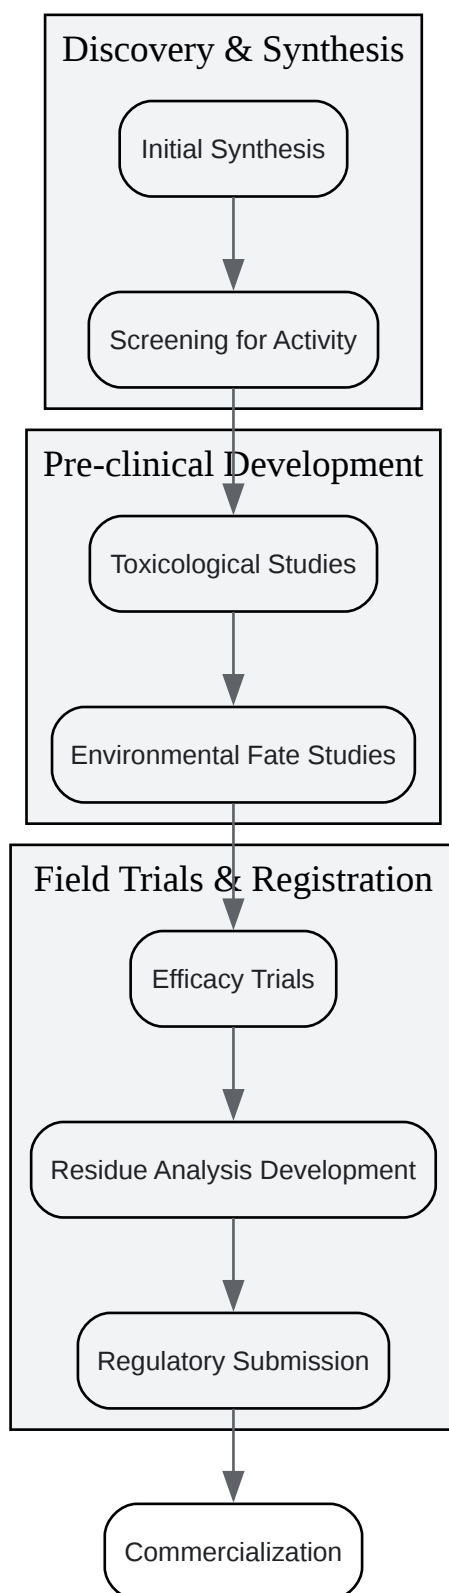 Discovery & Synthesis
Initial Synthesis
Screening for Activity
Pre-clinical Development
Toxicological Studies
Environmental Fate Studies
Field Trials & Registration
Efficacy Trials
Residue Analysis Development
Regulatory Submission
Commercialization